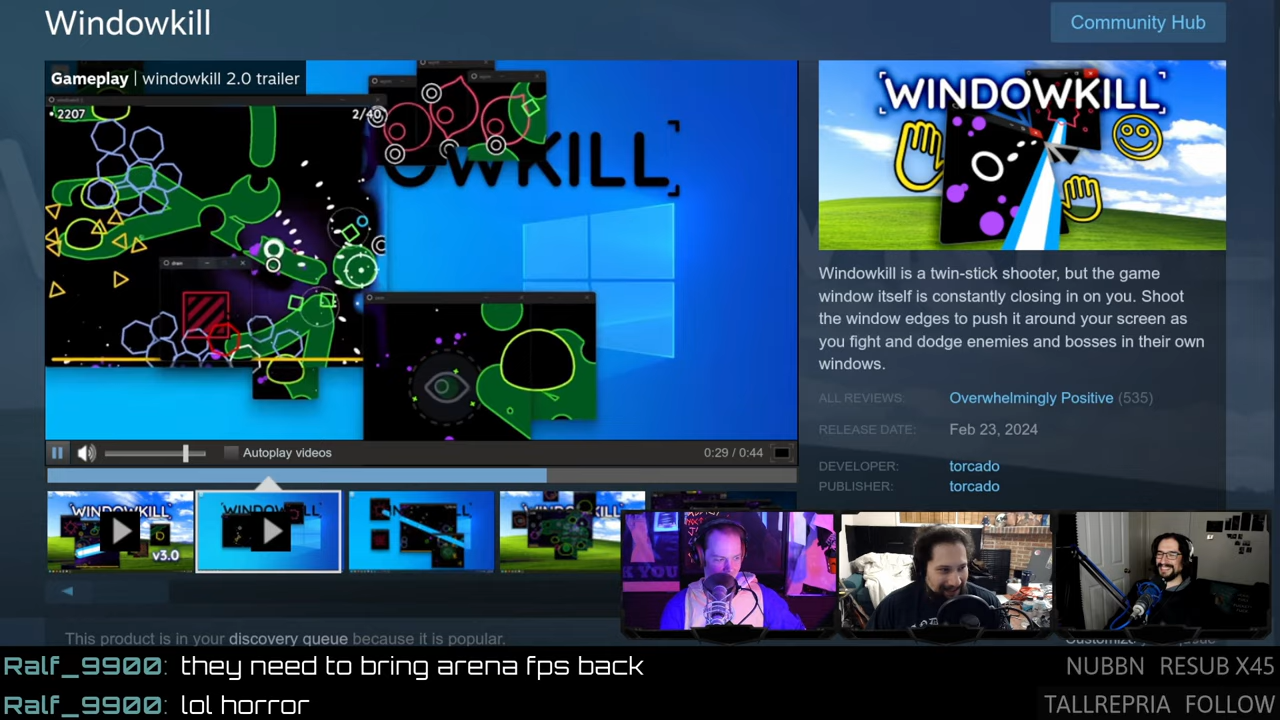 Windowkill
Community Hub
Gameplay | windowkill 2.0 trailer
2207
2/40
OWKILL
WINDOWKILL
Windowkill is a twin-stick shooter, but the game
window itself is constantly closing in on you. Shoot
the window edges to push it around your screen as
you fight and dodge enemies and bosses in their own
windows.
ALL REVIEWS: Overwhelmingly Positive (535)
RELEASE DATE: Feb 23, 2024
DEVELOPER: torcado
PUBLISHER: torcado
Autoplay videos
0:29 / 0:44
WINDOWKILL
v3.0
This product is in your discovery queue because it is popular.
Ralf_9900: they need to bring arena fps back
Ralf_9900: lol horror
NUBBN RESUB X45
TALLREPRIA FOLLOW